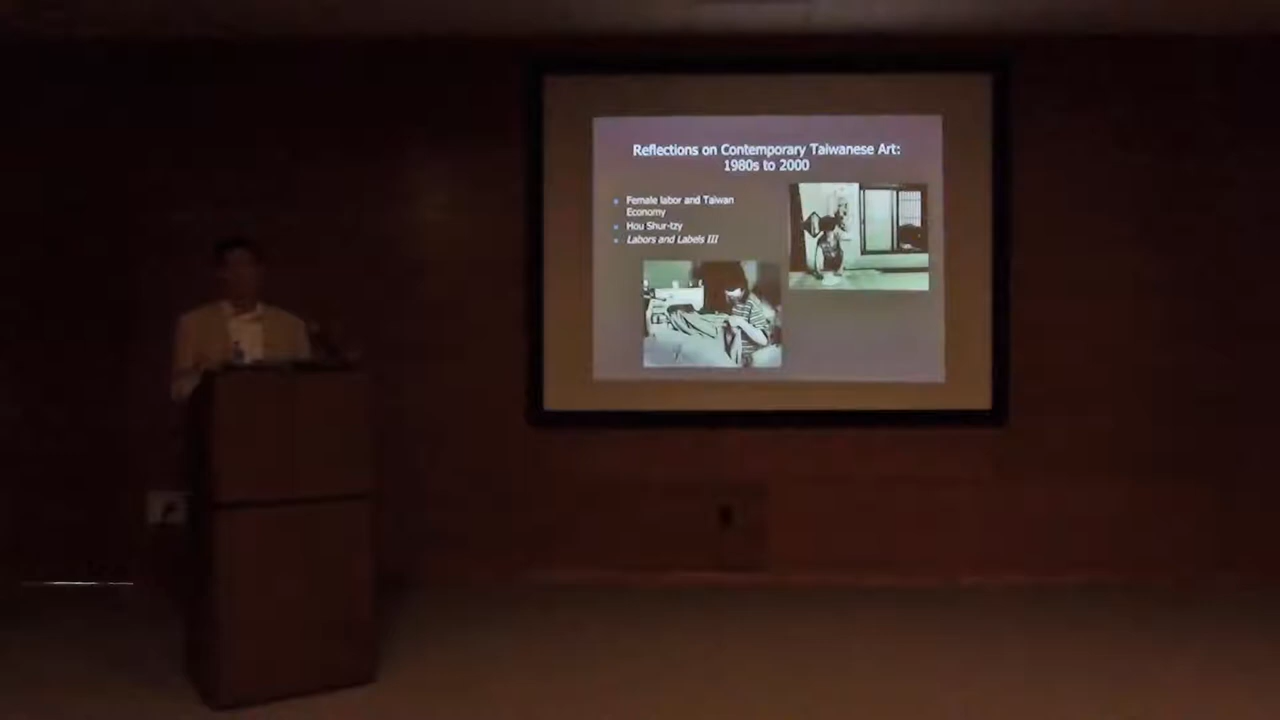 Reflections on Contemporary Taiwanese Art:
1980s to 2000
Female labor and Taiwan
Economy
Hou Shur-tzy
Labors and Labels III